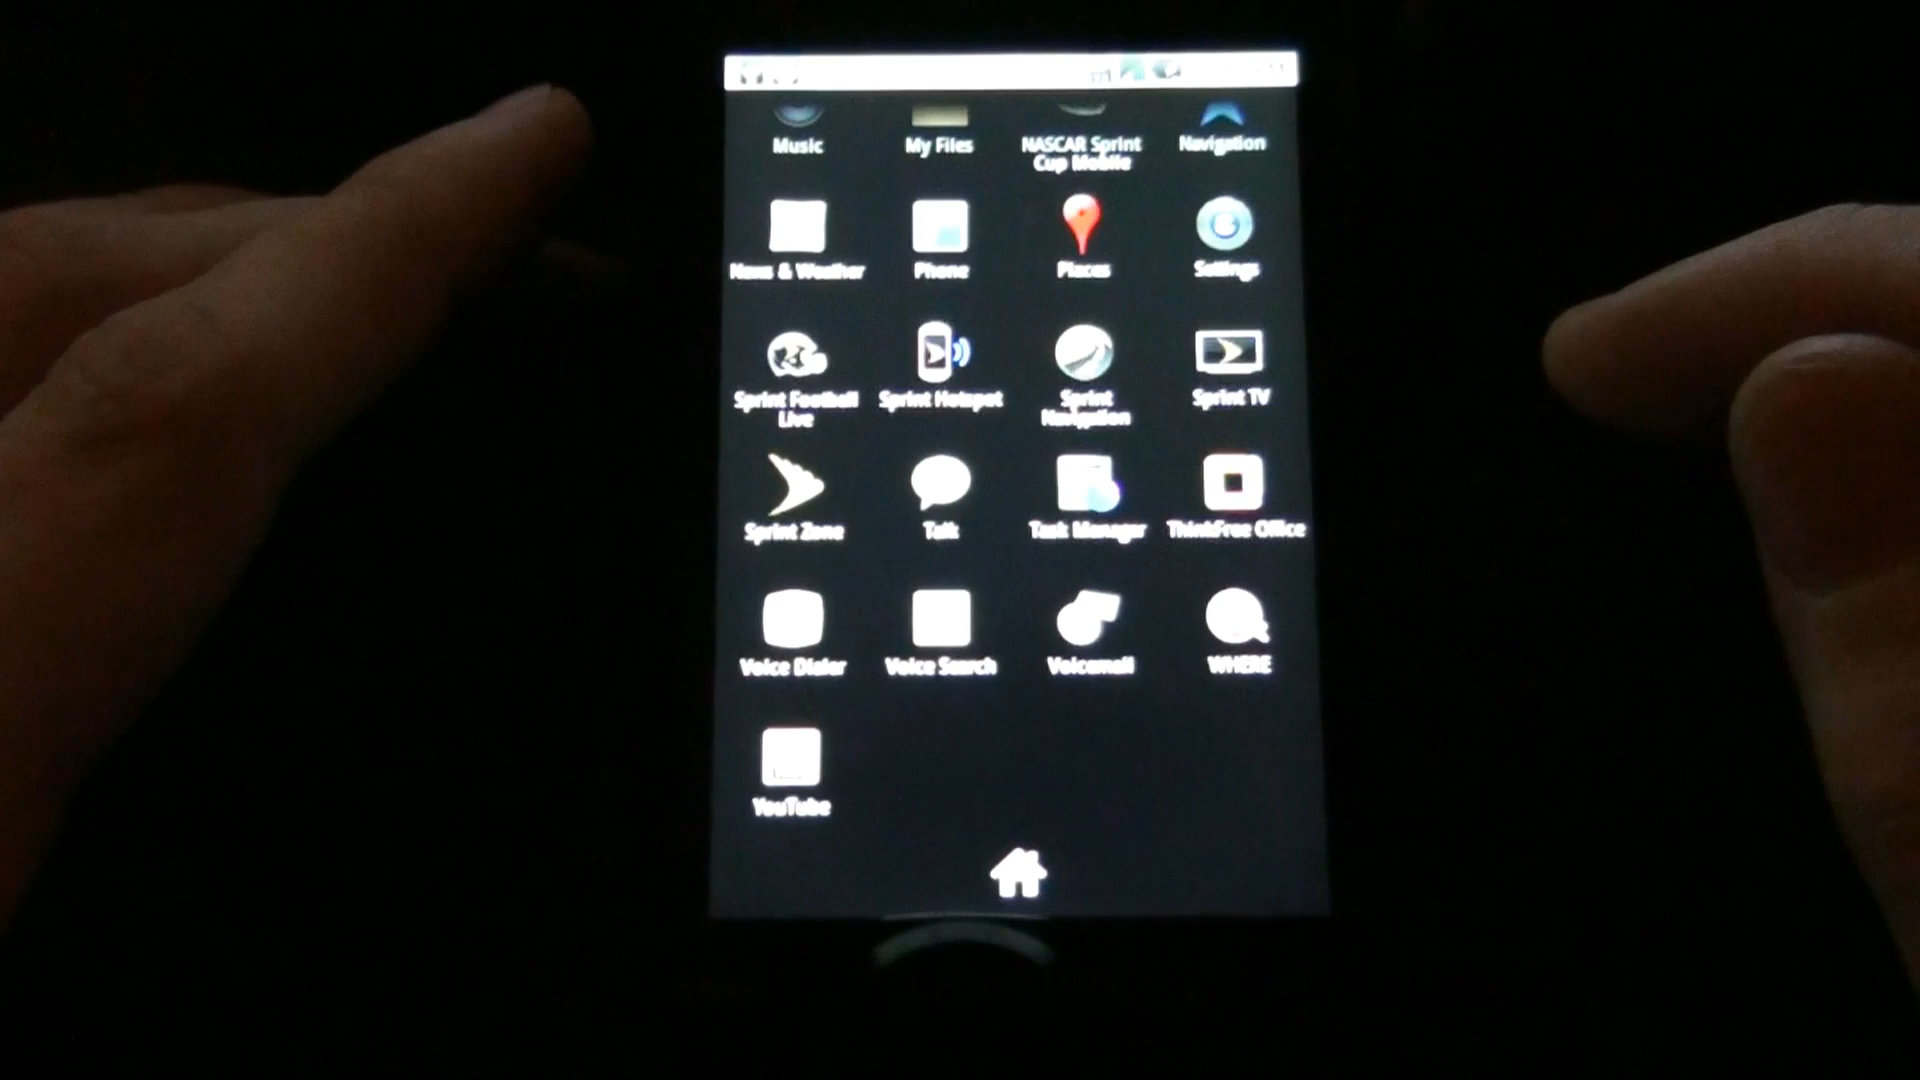 Music
My Files
NASCAR Sprint
Cup Mobile
Navigation
News & Weather
Phone
Places
Settings
Sprint Football
Live
Sprint Hotspot
Sprint
Navigation
Sprint TV
Sprint Zone
Talk
Task Manager
ThinkFree Office
Voice Dialer
Voice Search
Voicemail
WHERE
YouTube